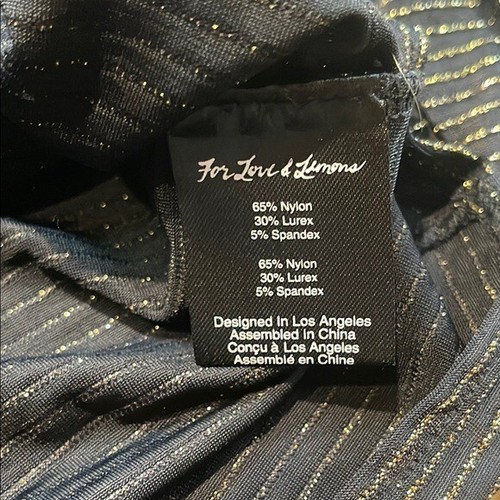 For Love & Lemons
65% Nylon
30% Lurex
5% Spandex
65% Nylon
30% Lurex
5% Spandex
Designed In Los Angeles
Assembled in China
Conçu à Los Angeles
Assemblé en Chine